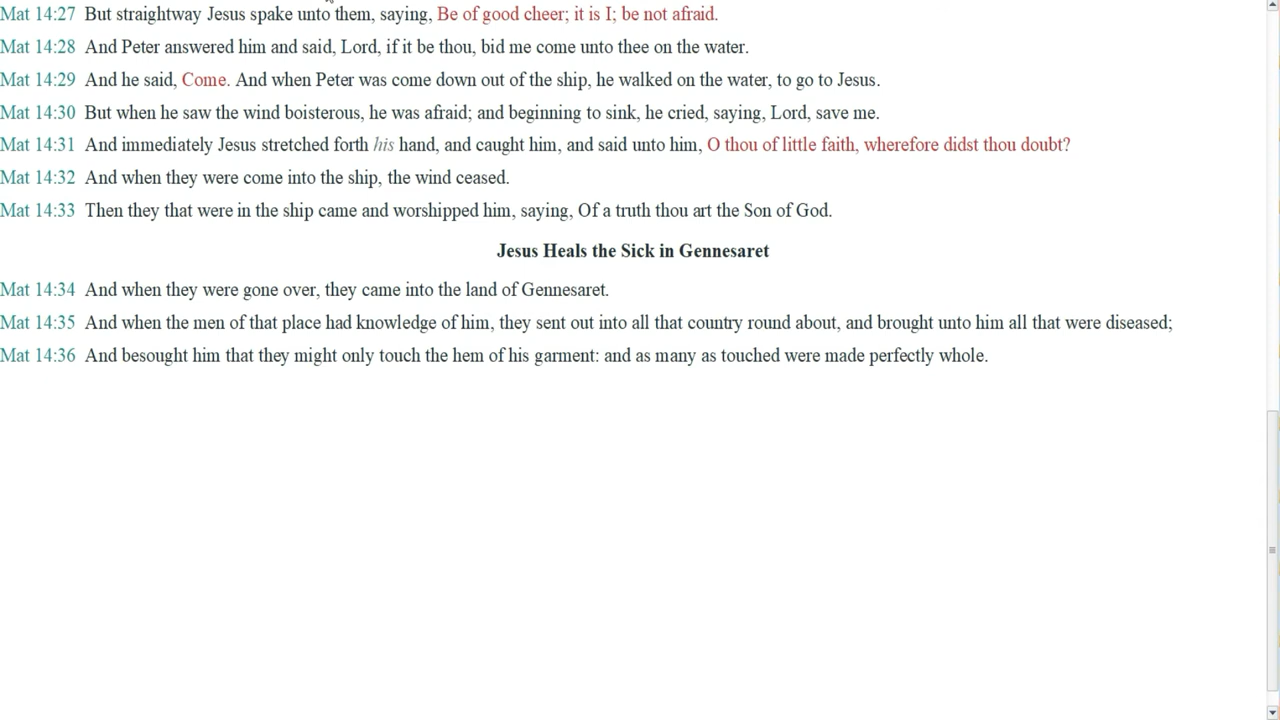 Mat 14:27 But straightway Jesus spake unto them, saying, Be of good cheer; it is I; be not afraid.
Mat 14:28 And Peter answered him and said, Lord, if it be thou, bid me come unto thee on the water.
Mat 14:29 And he said, Come. And when Peter was come down out of the ship, he walked on the water, to go to Jesus.
Mat 14:30 But when he saw the wind boisterous, he was afraid; and beginning to sink, he cried, saying, Lord, save me.
Mat 14:31 And immediately Jesus stretched forth his hand, and caught him, and said unto him, O thou of little faith, wherefore didst thou doubt?
Mat 14:32 And when they were come into the ship, the wind ceased.
Mat 14:33 Then they that were in the ship came and worshipped him, saying, Of a truth thou art the Son of God.
Jesus Heals the Sick in Gennesaret
Mat 14:34 And when they were gone over, they came into the land of Gennesaret.
Mat 14:35 And when the men of that place had knowledge of him, they sent out into all that country round about, and brought unto him all that were diseased;
Mat 14:36 And besought him that they might only touch the hem of his garment: and as many as touched were made perfectly whole.